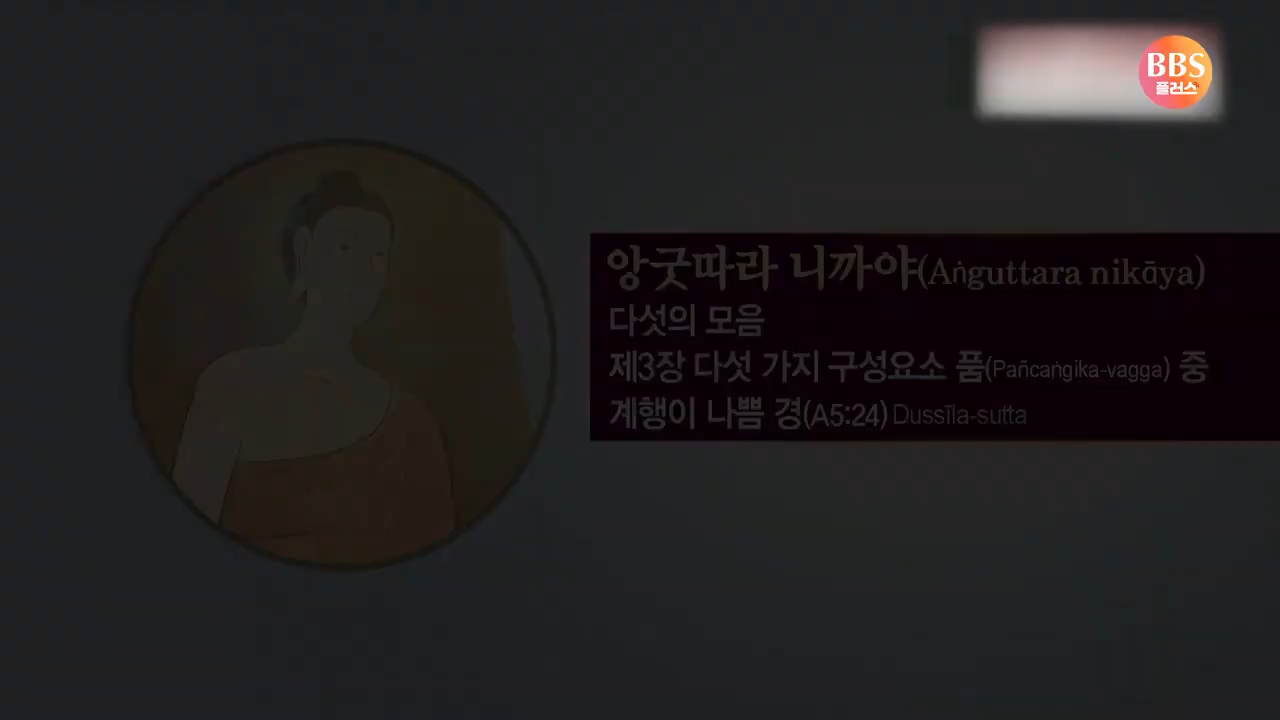 BBS
플러스
앙굿따라 니까야(Aṅguttara nikāya)
다섯의 모음
제3장 다섯 가지 구성요소 품(Pañcaṅgika-vagga) 중
계행이 나쁨 경(A5:24) Dussīla-sutta